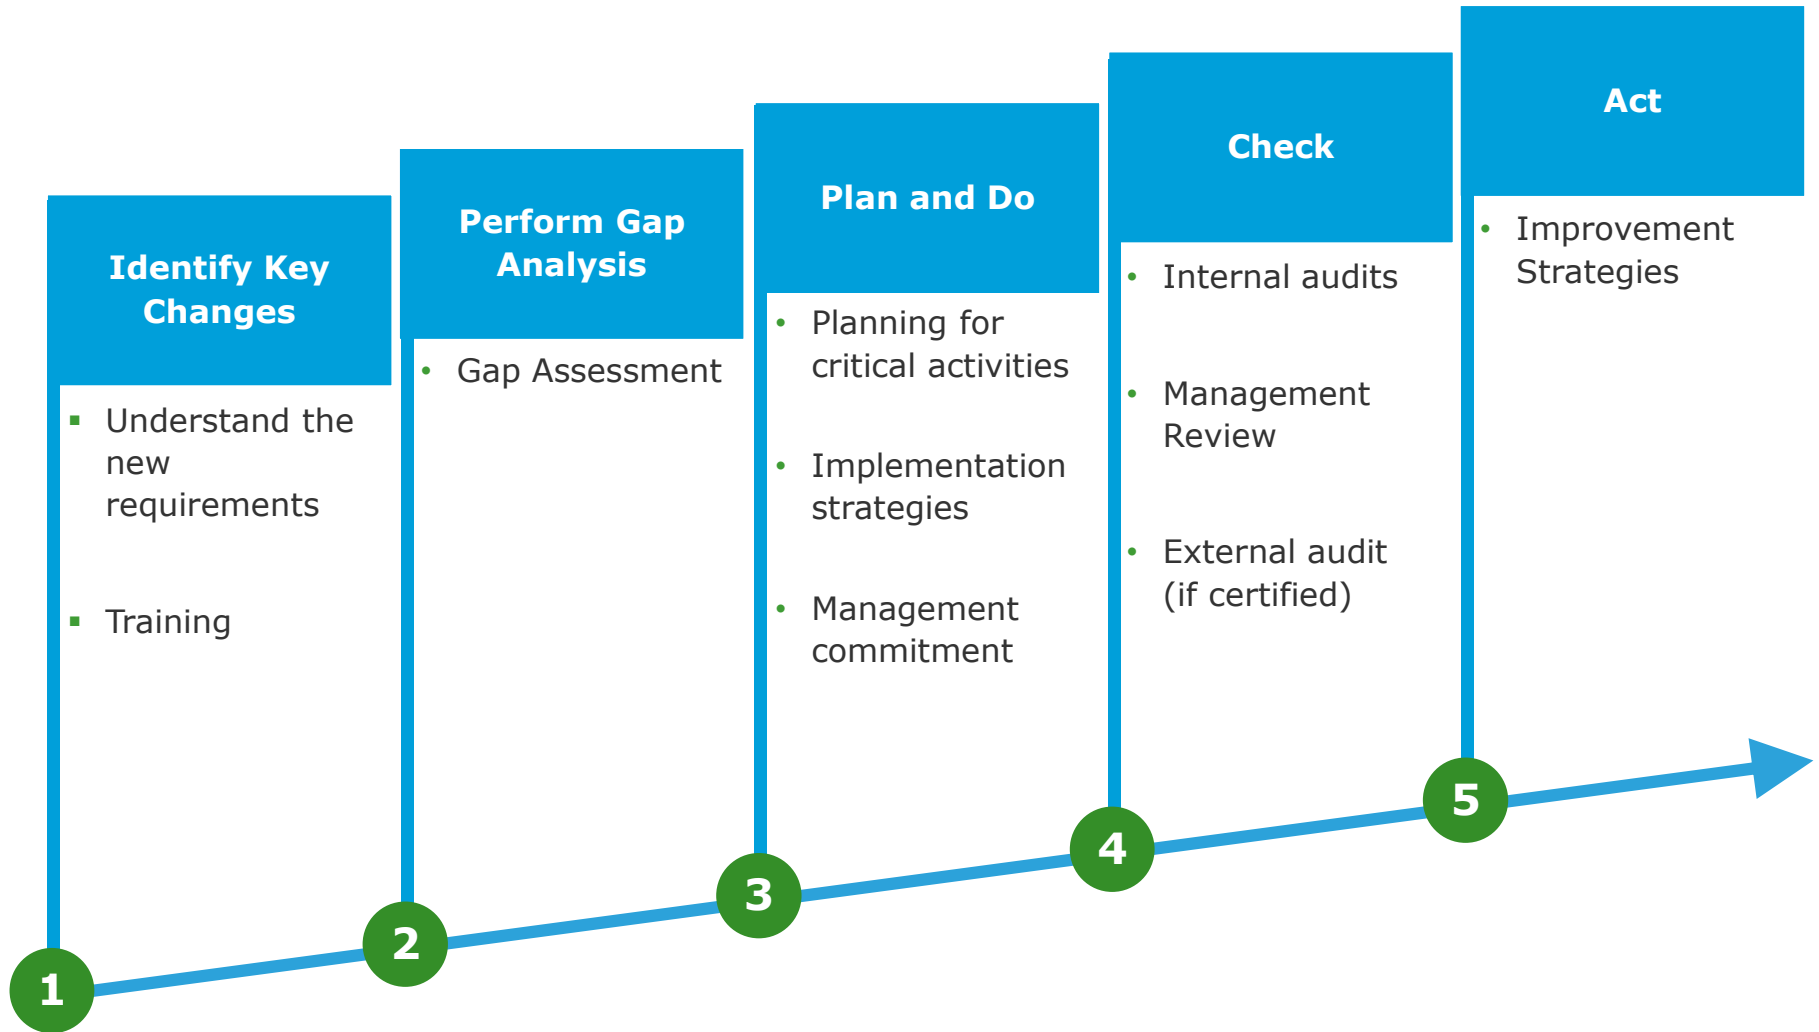 Identify Key
Changes
▪ Understand the
new
requirements
▪ Training
1
Perform Gap
Analysis
• Gap Assessment
2
Plan and Do
• Planning for
critical activities
• Implementation
strategies
• Management
commitment
3
Check
• Internal audits
• Management
Review
• External audit
(if certified)
4
Act
• Improvement
Strategies
5